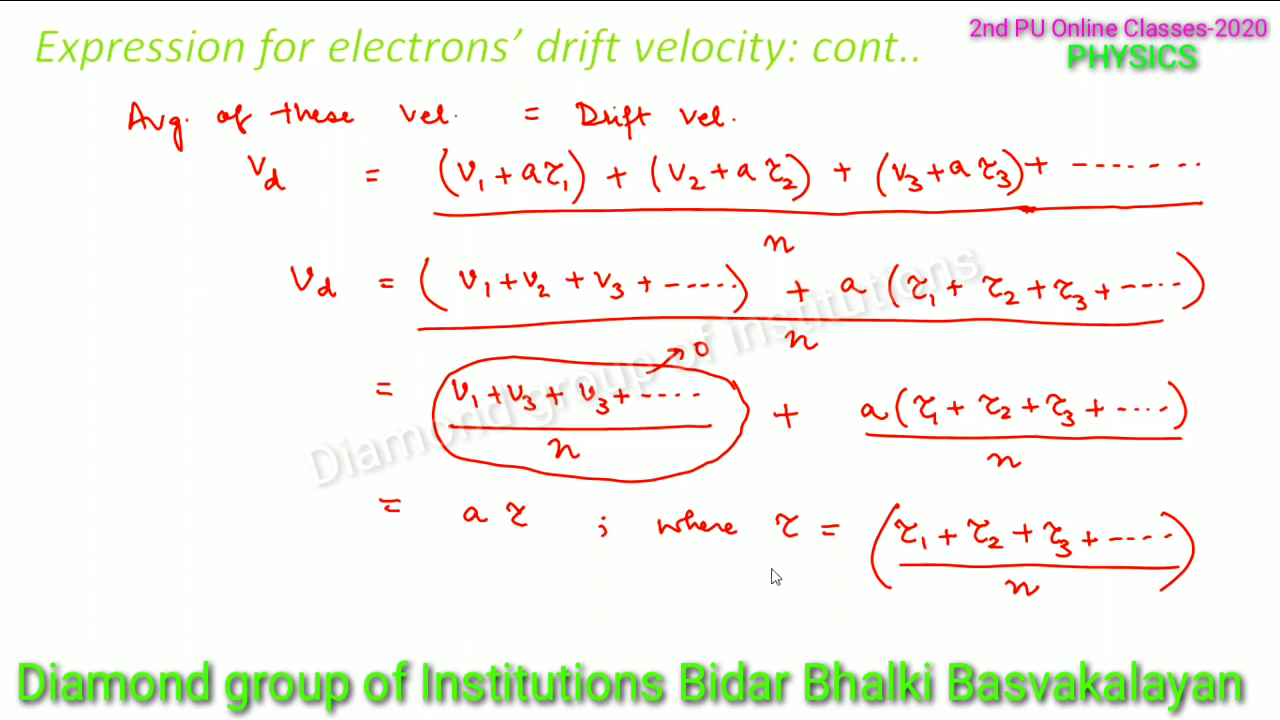 Expression for electrons' drift velocity: cont..
2nd PU Online Classes-2020
PHYSICS
Avg. of these vel. = Drift vel.
v_d = (v₁ + aτ₁) + (v₂ + aτ₂) + (v₃ + aτ₃) + --------
n
v_d = (v₁ + v₂ + v₃ + ------) + a (τ₁ + τ₂ + τ₃ + -----)
n
→ 0
= v₁ + v₃ + v₃ + ----- + a (τ₁ + τ₂ + τ₃ + ----)
n n
= aτ ; where τ = (τ₁ + τ₂ + τ₃ + ----)
n
Diamond group of institutions
Diamond group of Institutions Bidar Bhalki Basvakalayan